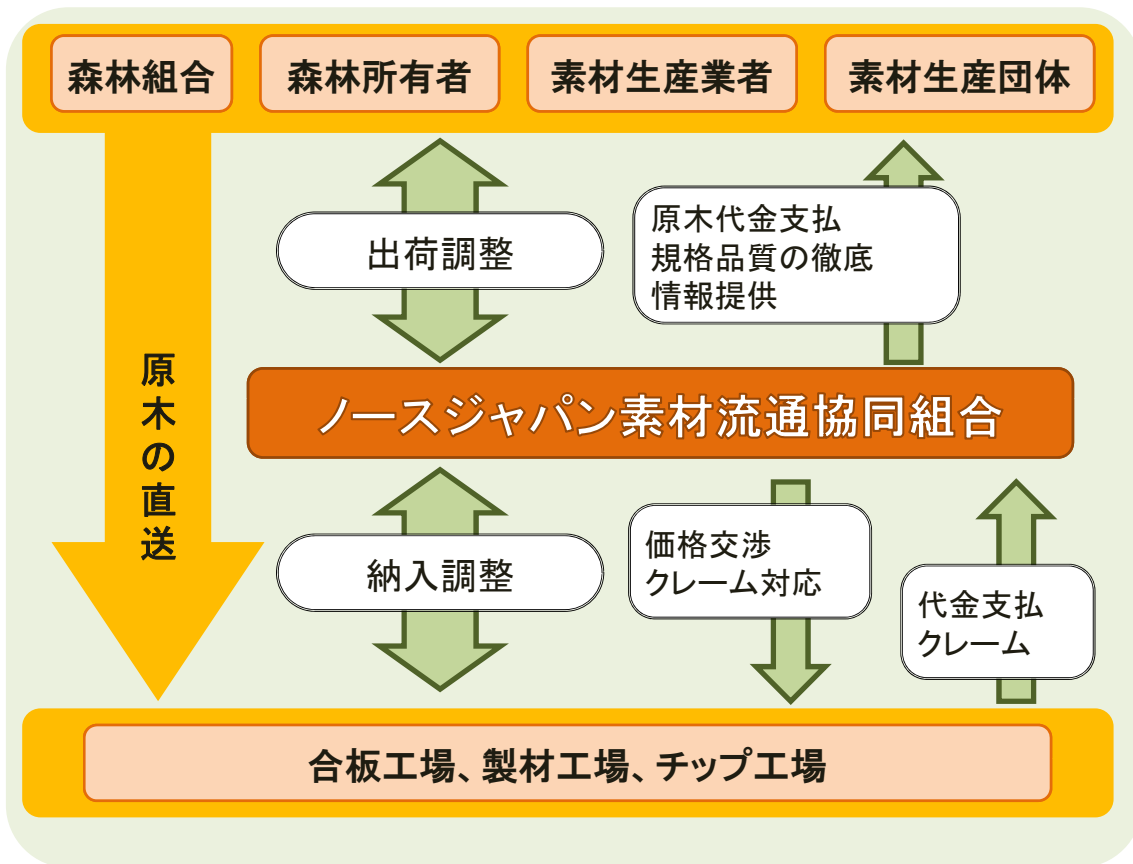 森林組合
森林所有者
素材生産業者
素材生産団体
出荷調整
原木代金支払
規格品質の徹底
情報提供
原木の直送
ノースジャパン素材流通協同組合
納入調整
価格交渉
クレーム対応
代金支払
クレーム
合板工場、製材工場、チップ工場